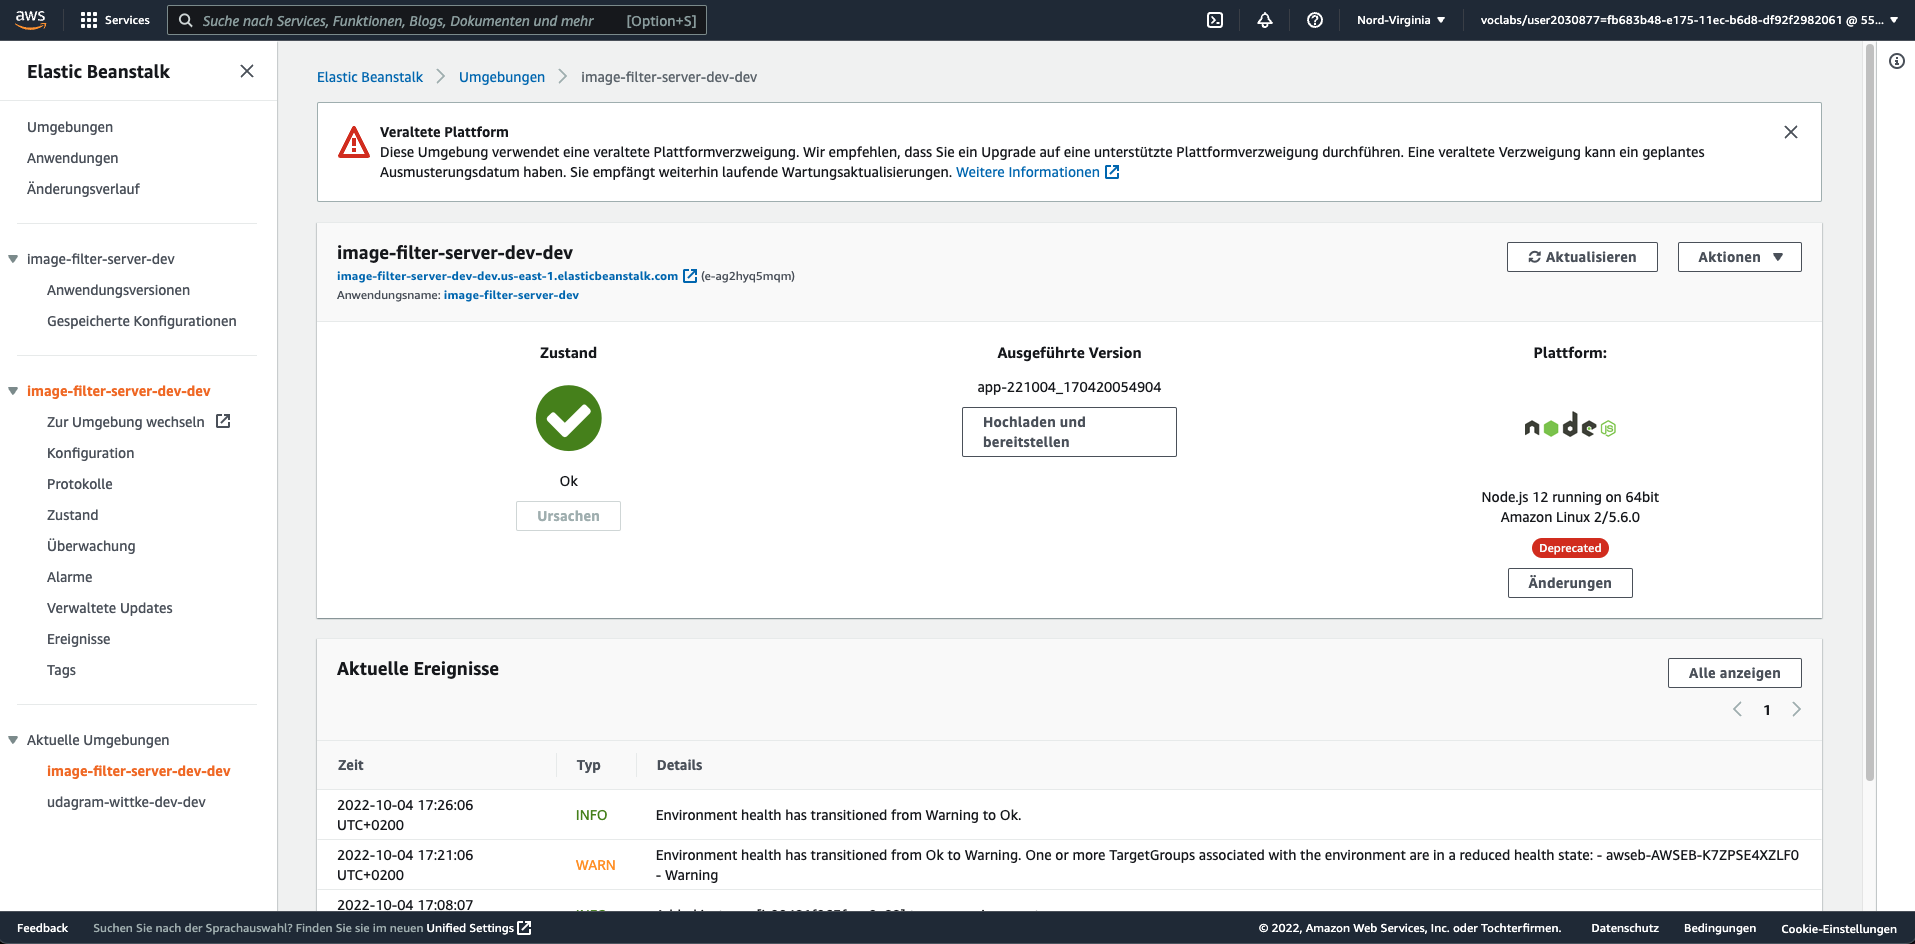 aws
Services
Suche nach Services, Funktionen, Blogs, Dokumenten und mehr
[Option+S]
Nord-Virginia
voclabs/user2030877=fb683b48-e175-11ec-b6d8-df92f2982061 @ 55...
Elastic Beanstalk
Umgebungen
Anwendungen
Änderungsverlauf
image-filter-server-dev
Anwendungsversionen
Gespeicherte Konfigurationen
image-filter-server-dev-dev
Zur Umgebung wechseln
Konfiguration
Protokolle
Zustand
Überwachung
Alarme
Verwaltete Updates
Ereignisse
Tags
Aktuelle Umgebungen
image-filter-server-dev-dev
udagram-wittke-dev-dev
Elastic Beanstalk
Umgebungen
image-filter-server-dev-dev
Veraltete Plattform
Diese Umgebung verwendet eine veraltete Plattformverzweigung. Wir empfehlen, dass Sie ein Upgrade auf eine unterstützte Plattformverzweigung durchführen. Eine veraltete Verzweigung kann ein geplantes
Ausmusterungsdatum haben. Sie empfängt weiterhin laufende Wartungsaktualisierungen. Weitere Informationen
image-filter-server-dev-dev
image-filter-server-dev-dev.us-east-1.elasticbeanstalk.com (e-ag2hyq5mqm)
Anwendungsname: image-filter-server-dev
Aktualisieren
Aktionen
Zustand
Ok
Ursachen
Ausgeführte Version
app-221004_170420054904
Hochladen und
bereitstellen
Plattform:
node
JS
Node.js 12 running on 64bit
Amazon Linux 2/5.6.0
Deprecated
Änderungen
Aktuelle Ereignisse
Alle anzeigen
1
Zeit
Typ
Details
2022-10-04 17:26:06
UTC+0200
INFO
Environment health has transitioned from Warning to Ok.
2022-10-04 17:21:06
UTC+0200
WARN
Environment health has transitioned from Ok to Warning. One or more TargetGroups associated with the environment are in a reduced health state: - awseb-AWSEB-K7ZPSE4XZLF0
- Warning
2022-10-04 17:08:07
Feedback
Suchen Sie nach der Sprachauswahl? Finden Sie sie im neuen Unified Settings
© 2022, Amazon Web Services, Inc. oder Tochterfirmen.
Datenschutz
Bedingungen
Cookie-Einstellungen